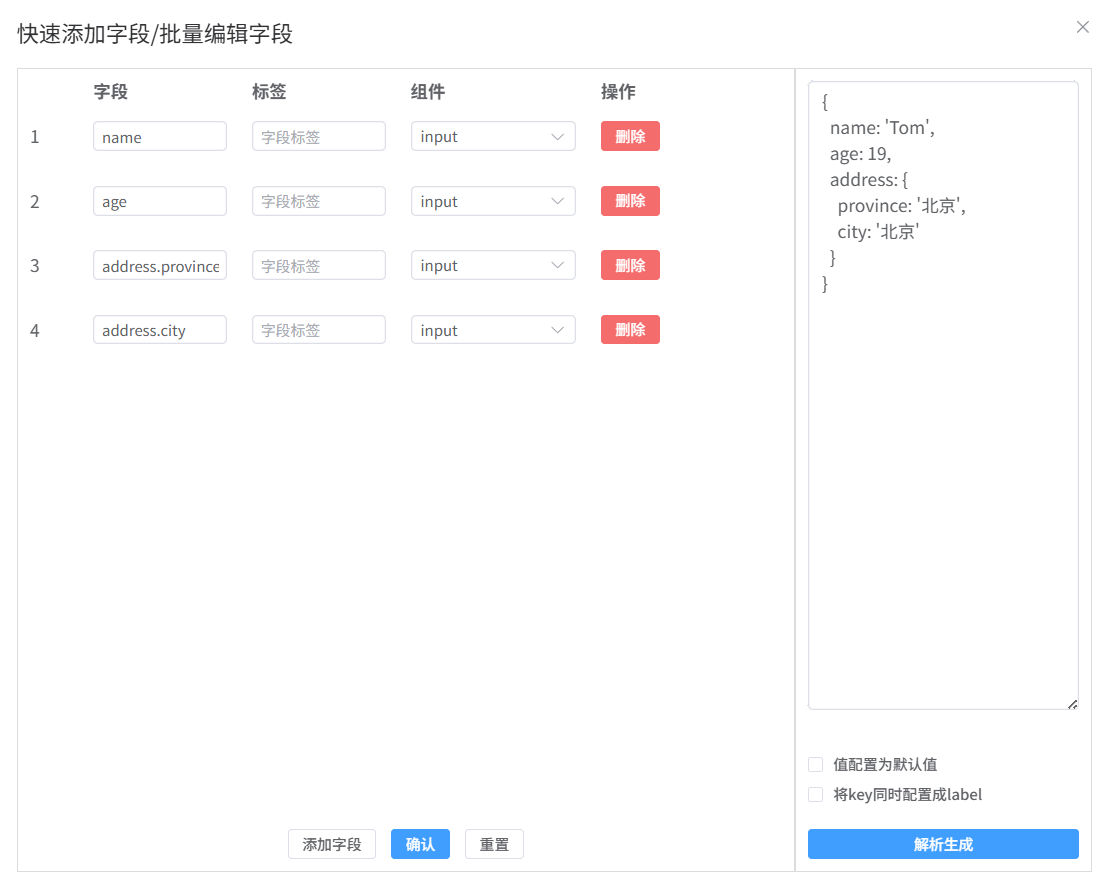 快速添加字段/批量编辑字段
字段 标签 组件 操作
1 name 字段标签 input 删除
2 age 字段标签 input 删除
3 address.province 字段标签 input 删除
4 address.city 字段标签 input 删除
添加字段 确认 重置
{
name: 'Tom',
age: 19,
address: {
province: '北京',
city: '北京'
}
}
值配置为默认值
将key同时配置成label
解析生成